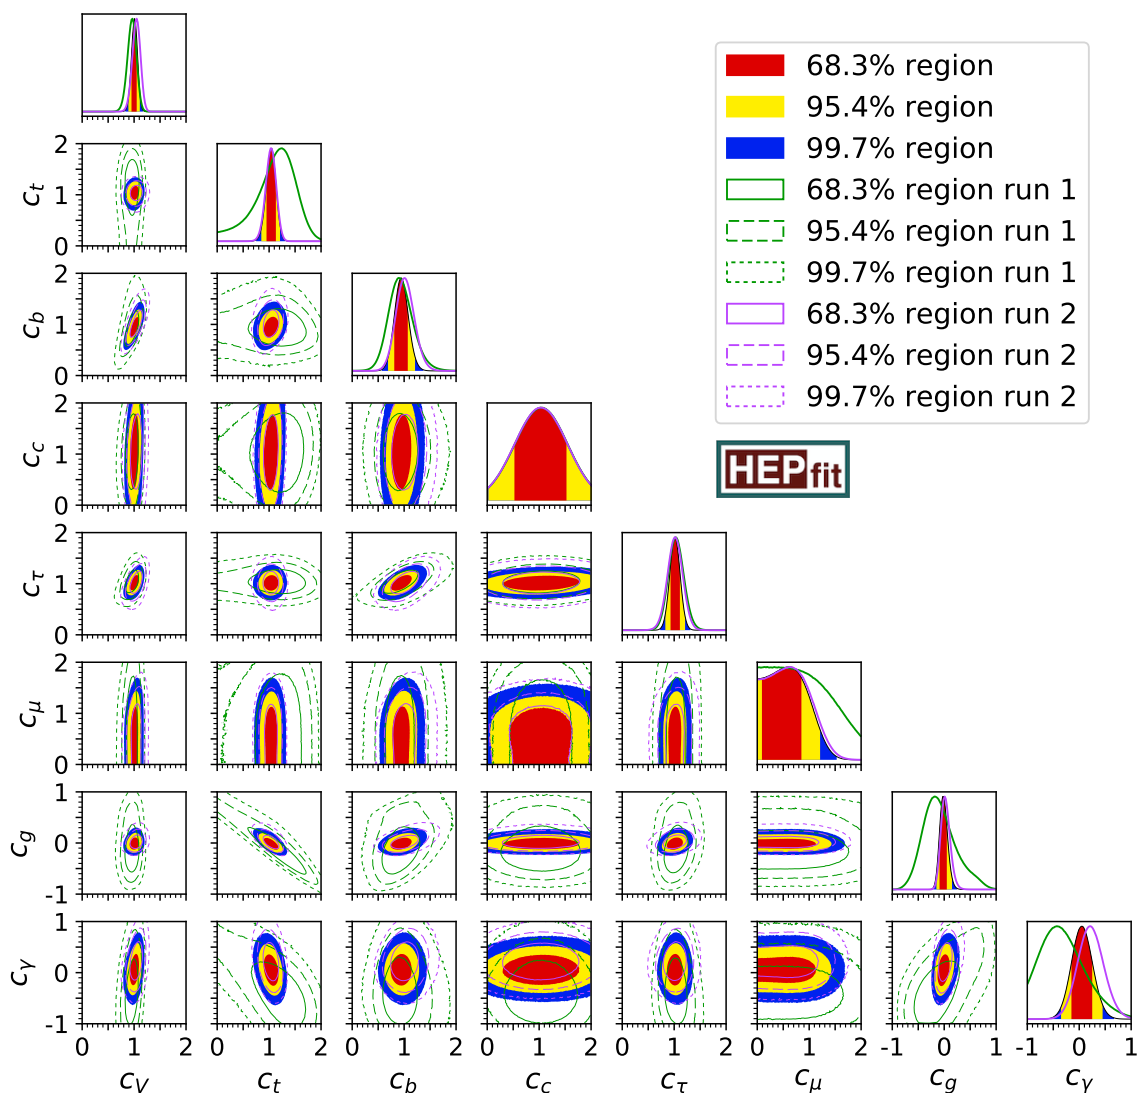 68.3% region
95.4% region
99.7% region
68.3% region run 1
95.4% region run 1
99.7% region run 1
68.3% region run 2
95.4% region run 2
99.7% region run 2
HEPfit
2
1
0
c_t
2
1
0
c_b
2
1
0
c_c
2
1
0
c_τ
2
1
0
c_μ
1
0
-1
c_g
1
0
-1
c_γ
0 1 2 0 1 2 0 1 2 0 1 2 0 1 2 0 1 2 -1 0 1 -1 0 1
c_V c_t c_b c_c c_τ c_μ c_g c_γ